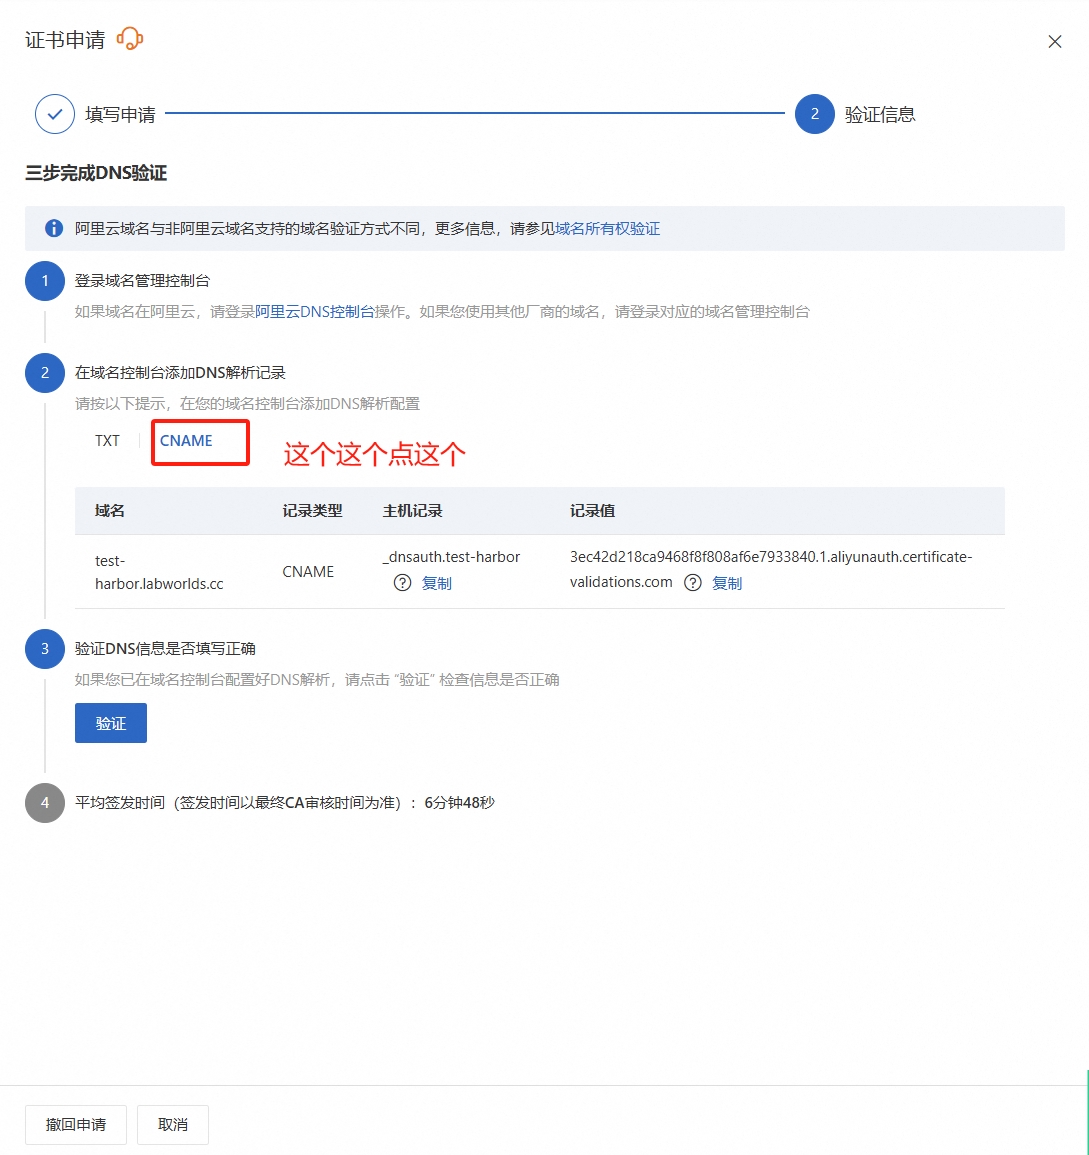 证书申请
填写申请
2 验证信息
三步完成DNS验证
阿里云域名与非阿里云域名支持的域名验证方式不同，更多信息，请参见域名所有权验证
1 登录域名管理控制台
如果域名在阿里云，请登录阿里云DNS控制台操作。如果您使用其他厂商的域名，请登录对应的域名管理控制台
2 在域名控制台添加DNS解析记录
请按以下提示，在您的域名控制台添加DNS解析配置
TXT CNAME 这个这个点这个
域名 记录类型 主机记录 记录值
test-
harbor.labworlds.cc
CNAME
_dnsauth.test-harbor
复制
3ec42d218ca9468f8f808af6e7933840.1.aliyunauth.certificate-
validations.com 复制
3 验证DNS信息是否填写正确
如果您已在域名控制台配置好DNS解析，请点击 “验证” 检查信息是否正确
验证
4 平均签发时间（签发时间以最终CA审核时间为准）：6分钟48秒
撤回申请 取消